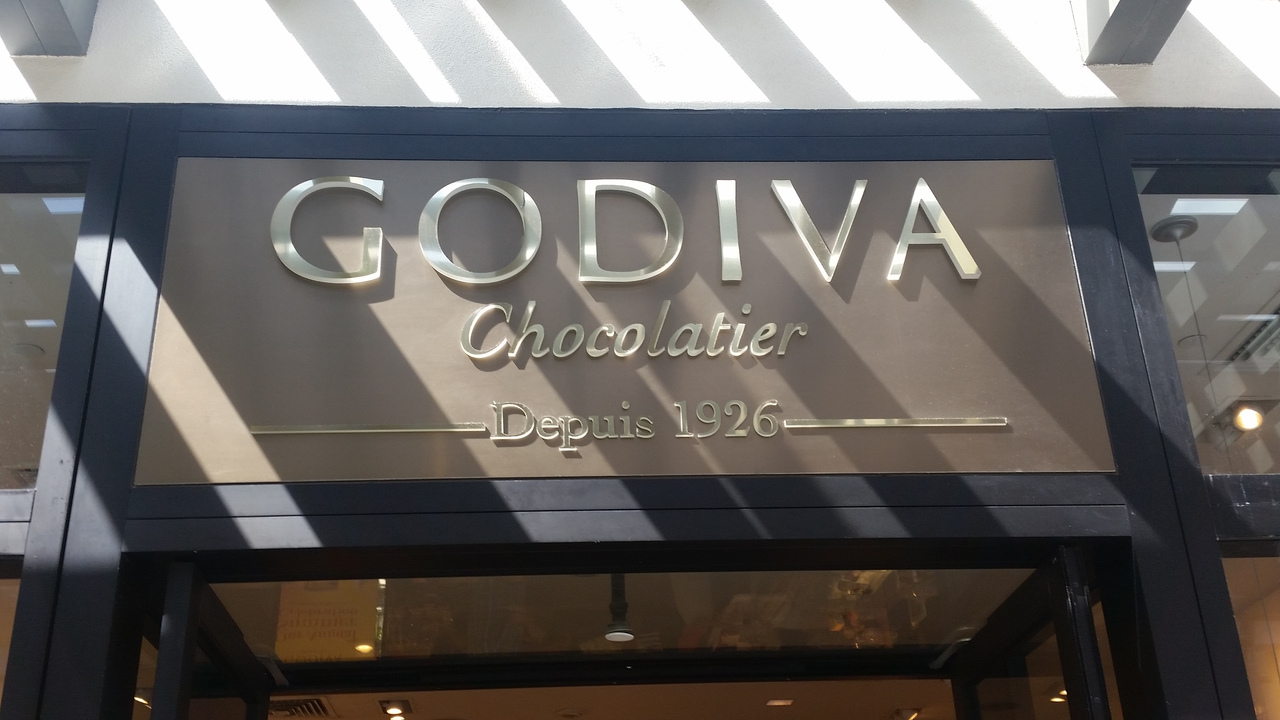 GODIVA
Chocolatier
Depuis 1926